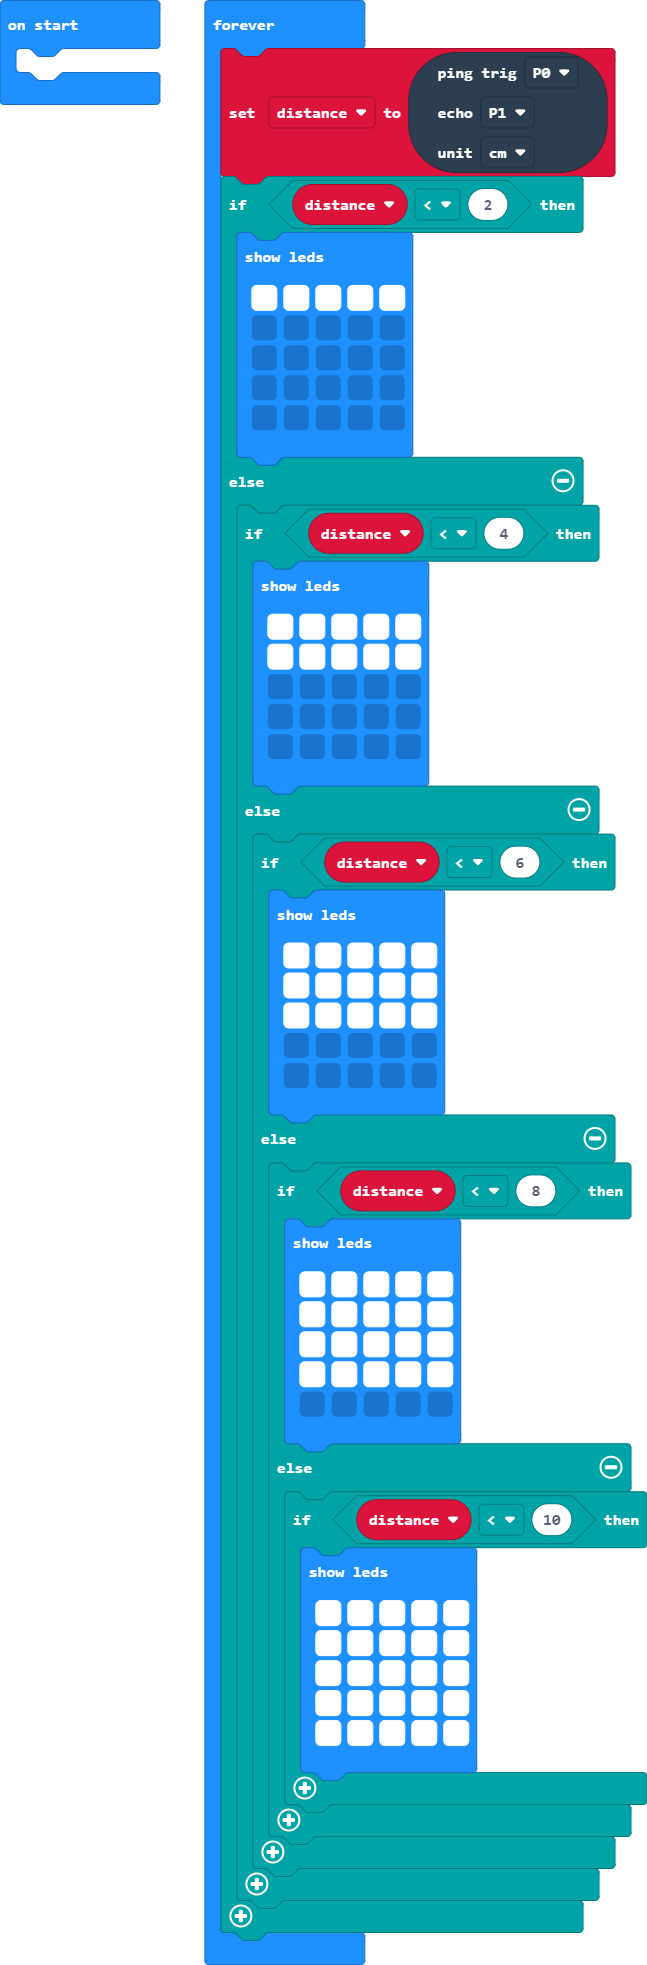 on start
forever
ping trig P0
set distance to echo P1
unit cm
if distance < 2 then
show leds
else
if distance < 4 then
show leds
else
if distance < 6 then
show leds
else
if distance < 8 then
show leds
else
if distance < 10 then
show leds